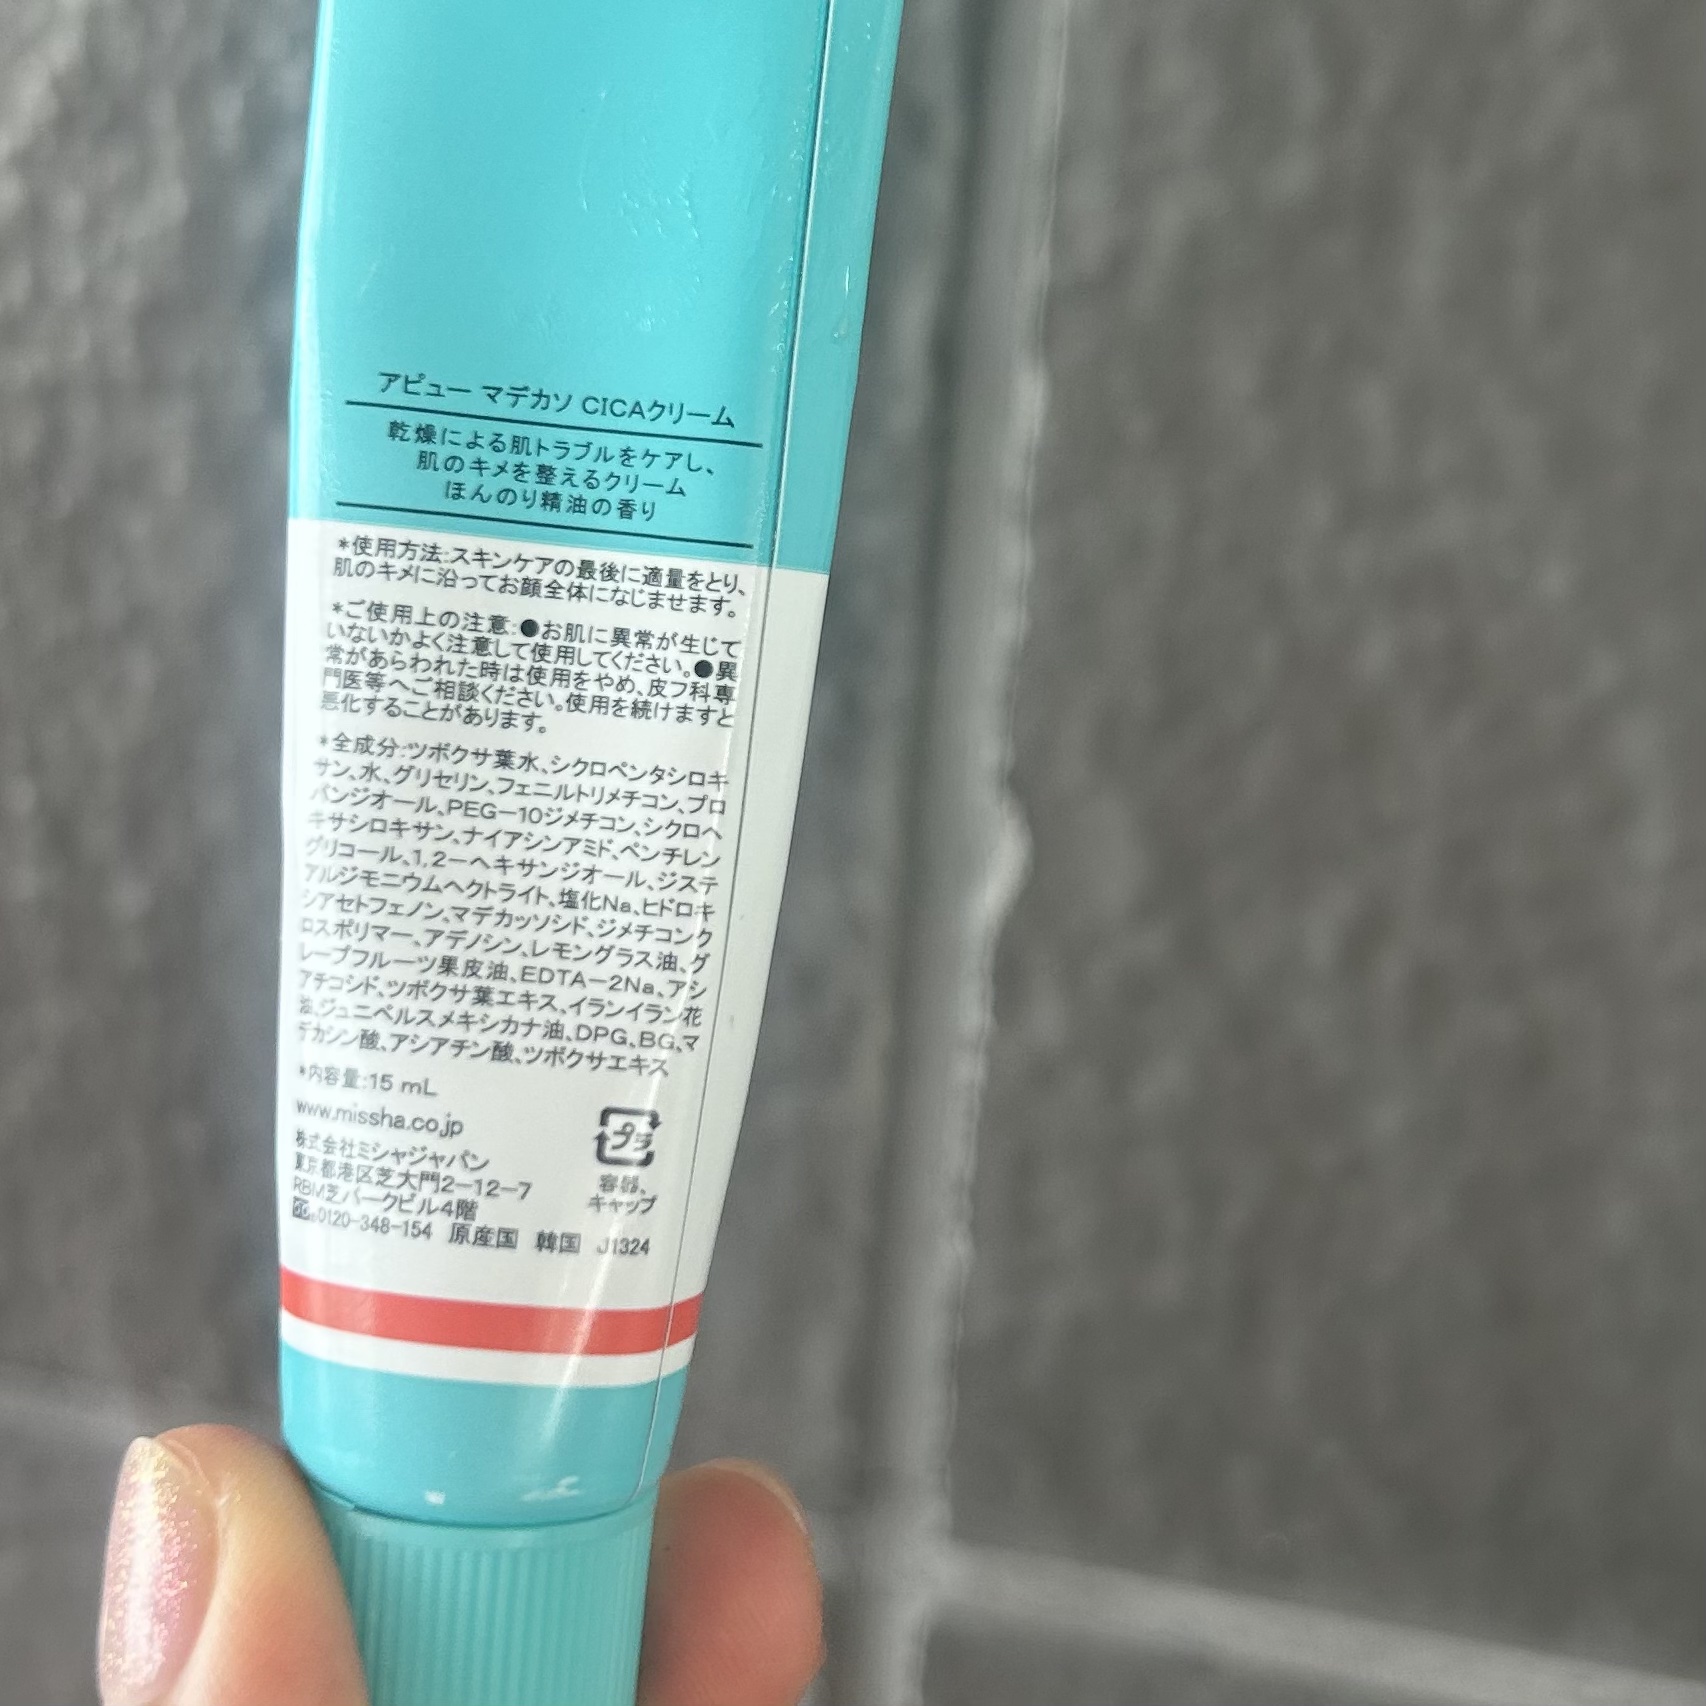 アピュー マデカソ CICAクリーム
乾燥による肌トラブルをケアし、
肌のキメを整えるクリーム
ほんのり精油の香り
*使用方法:スキンケアの最後に適量をとり、
肌のキメに沿ってお顔全体になじませます。
*ご使用上の注意:●お肌に異常が生じて
いないかよく注意して使用してください。●異
常があらわれた時は使用をやめ、皮フ科専
門医等へご相談ください。使用を続けますと
悪化することがあります。
*全成分:ツボクサ葉水、シクロペンタシロキ
サン、水、グリセリン、フェニルトリメチコン、プロ
パンジオール、PEG-10ジメチコン、シクロヘ
キサシロキサン、ナイアシンアミド、ペンチレン
グリコール、1,2-ヘキサンジオール、ジステ
アルジモニウムヘクトライト、塩化Na、ヒドロキ
シアセトフェノン、マデカッソシド、ジメチコンク
ロスポリマー、アデノシン、レモングラス油、グ
レープフルーツ果皮油、EDTA-2Na、アシ
アチコシド、ツボクサ葉エキス、イランイラン花
油、ジュニペルスメキシカナ油、DPG、BG、マ
デカシン酸、アシアチン酸、ツボクサエキス
*内容量:15 mL
www.missha.co.jp
株式会社ミシャジャパン
東京都港区芝大門2-12-7
RBM芝パークビル4階
0120-348-154 原産国 韓国 J1324
プラ
容器、
キャップ